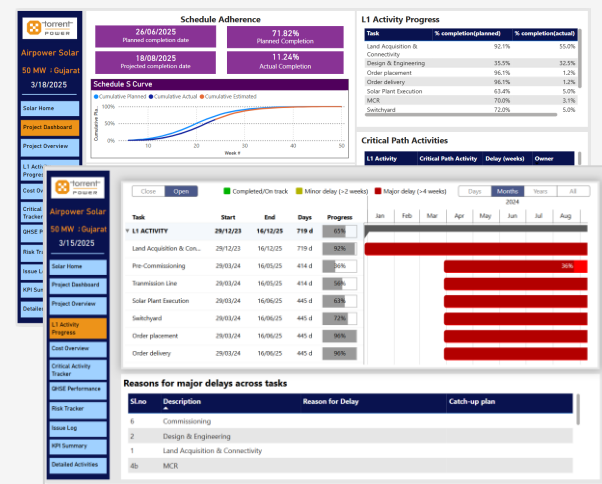 torrent
POWER
Airpower Solar
50 MW : Gujarat
3/18/2025
Solar Home
Project Dashboard
Project Overview
L1 Acti
Progre
Cost Ov
Critical
Tracker
QHSE P
Risk Tr
Issue L
KPI Sum
Detaile
Schedule Adherence
26/06/2025
Planned completion date
71.82%
Planned Completion
18/08/2025
Projected completion date
11.24%
Actual Completion
Schedule S Curve
Cumulative Planned Cumulative Actual Cumulative Estimated
Cumulative Pla...
100%
50%
0%
10 20 30 40 50
Week #
L1 Activity Progress
Task % completion(planned) % completion(actual)
Land Acquisition & Connectivity 92.1% 55.0%
Design & Engineering 35.5% 32.5%
Order placement 96.1% 1.2%
Order delivery 96.1% 1.2%
Solar Plant Execution 63.4% 5.0%
MCR 70.0% 3.1%
Switchyard 72.0% 5.0%
Critical Path Activities
L1 Activity Critical Path Activity Delay (weeks) Owner
torrent
POWER
Airpower Solar
50 MW : Gujarat
3/15/2025
Solar Home
Project Dashboard
Project Overview
L1 Activity
Progress
Cost Overview
Critical Activity
Tracker
QHSE Performance
Risk Tracker
Issue Log
KPI Summary
Detailed Activities
Close Open
Completed/On track Minor delay (>2 weeks) Major delay (>4 weeks)
Days Months Years All
2024
Task Start End Days Progress
Jan Feb Mar Apr May Jun Jul Aug
L1 ACTIVITY 29/12/23 16/12/25 719 d 65%
Land Acquisition & Con... 29/12/23 16/12/25 719 d 92%
Pre-Commissioning 29/03/24 16/05/25 414 d 36% 36%
Tranmission Line 29/03/24 16/05/25 414 d 56%
Solar Plant Execution 29/03/24 16/06/25 445 d 63%
Switchyard 29/03/24 16/06/25 445 d 72%
Order placement 29/03/24 16/06/25 445 d 96%
Order delivery 29/03/24 16/06/25 445 d 96%
Reasons for major delays across tasks
Sl.no Description Reason for Delay Catch-up plan
6 Commissioning
2 Design & Engineering
1 Land Acquisition & Connectivity
4b MCR